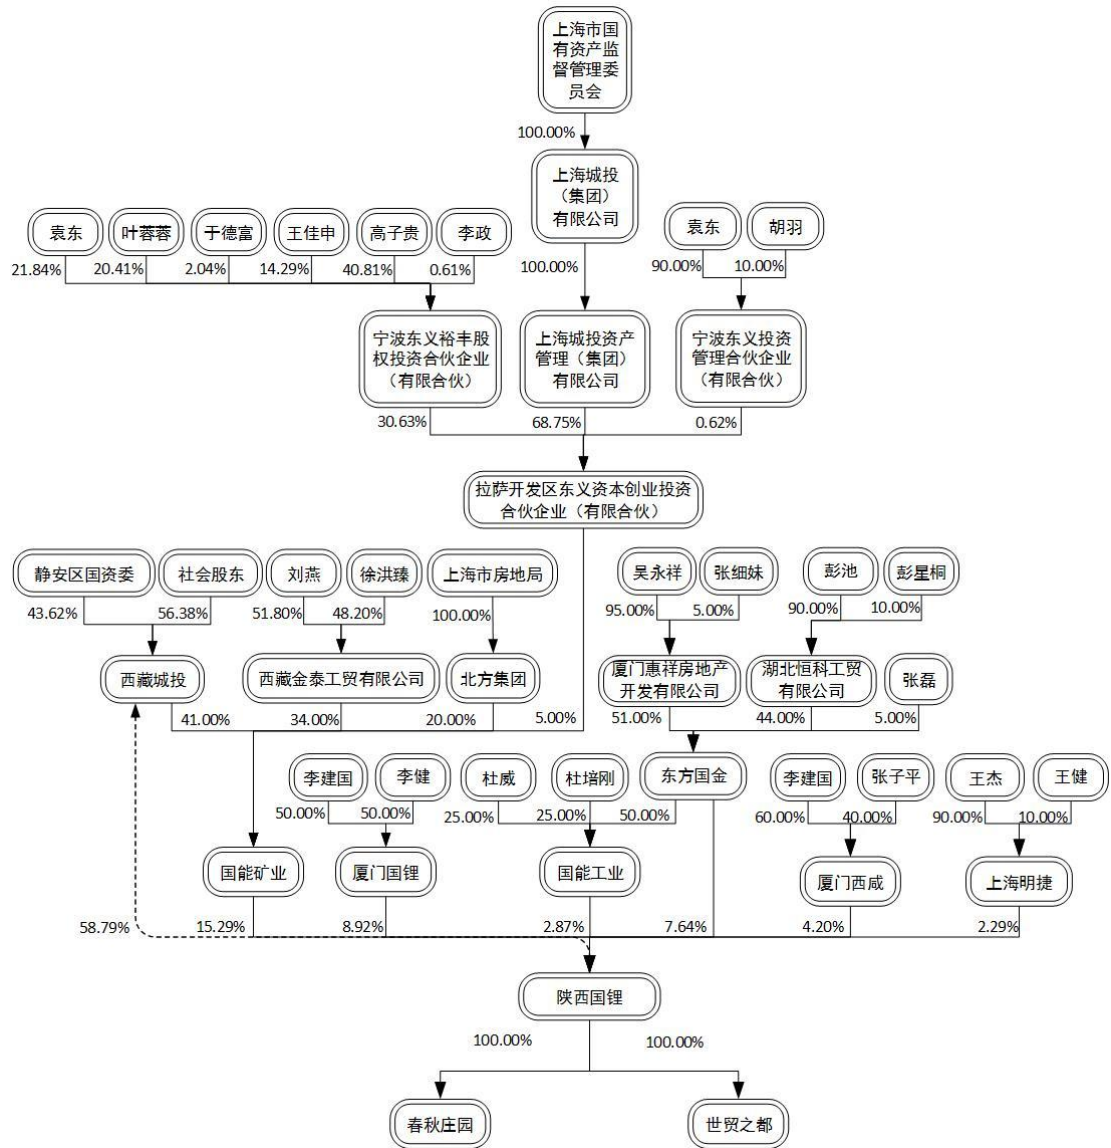 上海市国
有资产监
督管理委
员会
100.00%
上海城投
（集团）
有限公司
袁东
叶蓉蓉
于德富
王佳申
高子贵
李政
袁东
胡羽
21.84%
20.41%
2.04%
14.29%
40.81%
0.61%
100.00%
90.00%
10.00%
宁波东义裕丰股
权投资合伙企业
（有限合伙）
上海城投资产
管理（集团）
有限公司
宁波东义投资
管理合伙企业
（有限合伙）
30.63%
68.75%
0.62%
拉萨开发区东义资本创业投资
合伙企业（有限合伙）
静安区国资委
社会股东
刘燕
徐洪臻
上海市房地局
吴永祥
张细妹
彭池
彭星桐
43.62%
56.38%
51.80%
48.20%
100.00%
95.00%
5.00%
90.00%
10.00%
西藏城投
西藏金泰工贸有限公司
北方集团
厦门惠祥房地产
开发有限公司
湖北恒科工贸
有限公司
张磊
41.00%
34.00%
20.00%
5.00%
51.00%
44.00%
5.00%
李建国
李健
杜威
杜培刚
东方国金
李建国
张子平
王杰
王健
50.00%
50.00%
25.00%
25.00%
50.00%
60.00%
40.00%
90.00%
10.00%
国能矿业
厦门国锂
国能工业
厦门西咸
上海明捷
58.79%
15.29%
8.92%
2.87%
7.64%
4.20%
2.29%
陕西国锂
100.00%
100.00%
春秋庄园
世贸之都